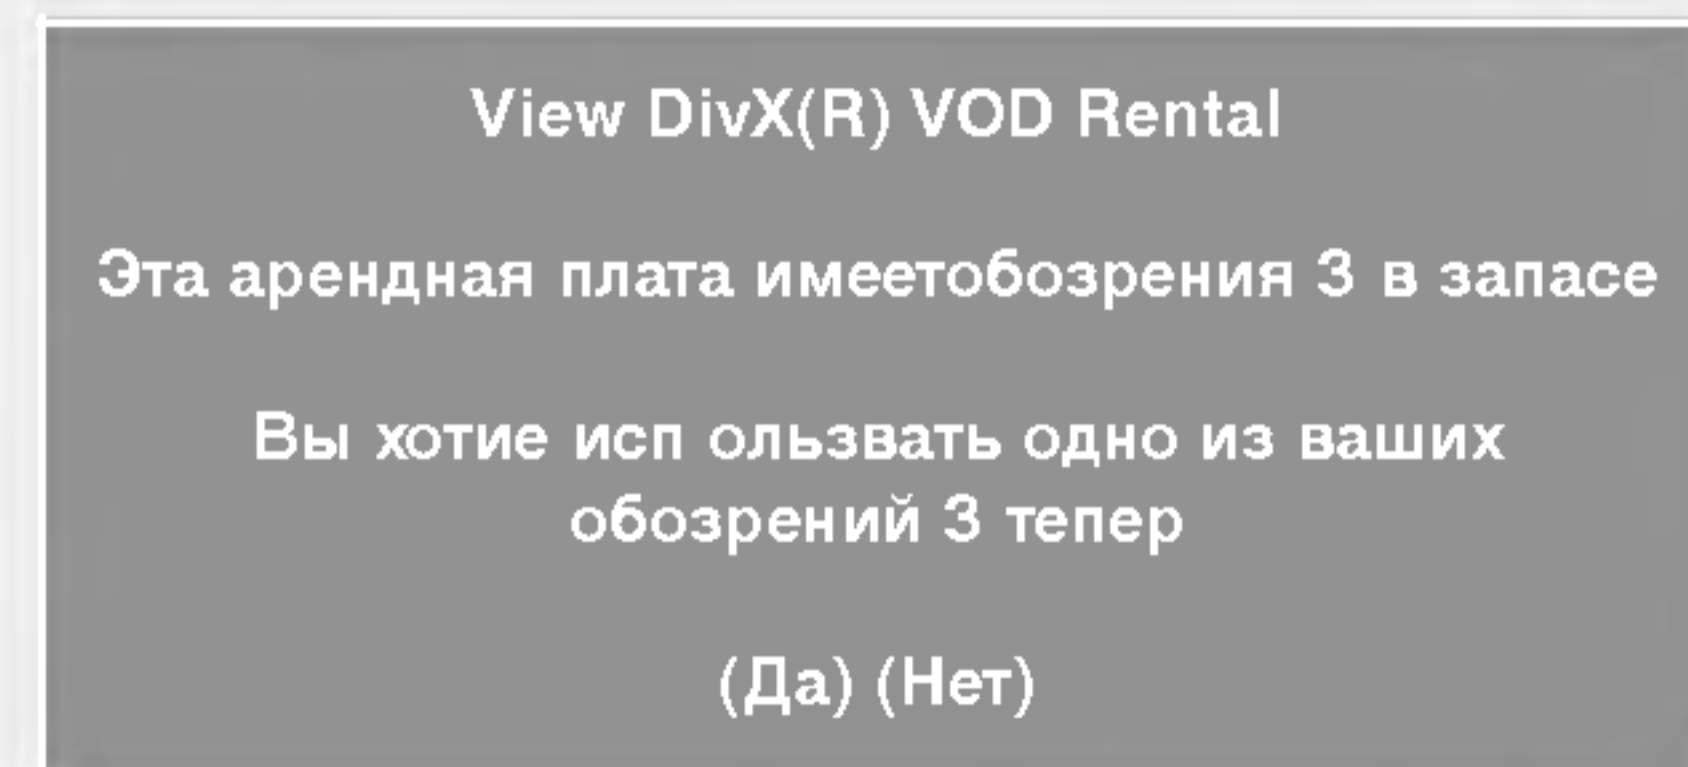 View DivX(R) VOD Rental
Эта арендная плата имеетобозрения 3 в запасе
Вы хотие исп ользвать одно из ваших
обозрений 3 тепер
(Да) (Нет)